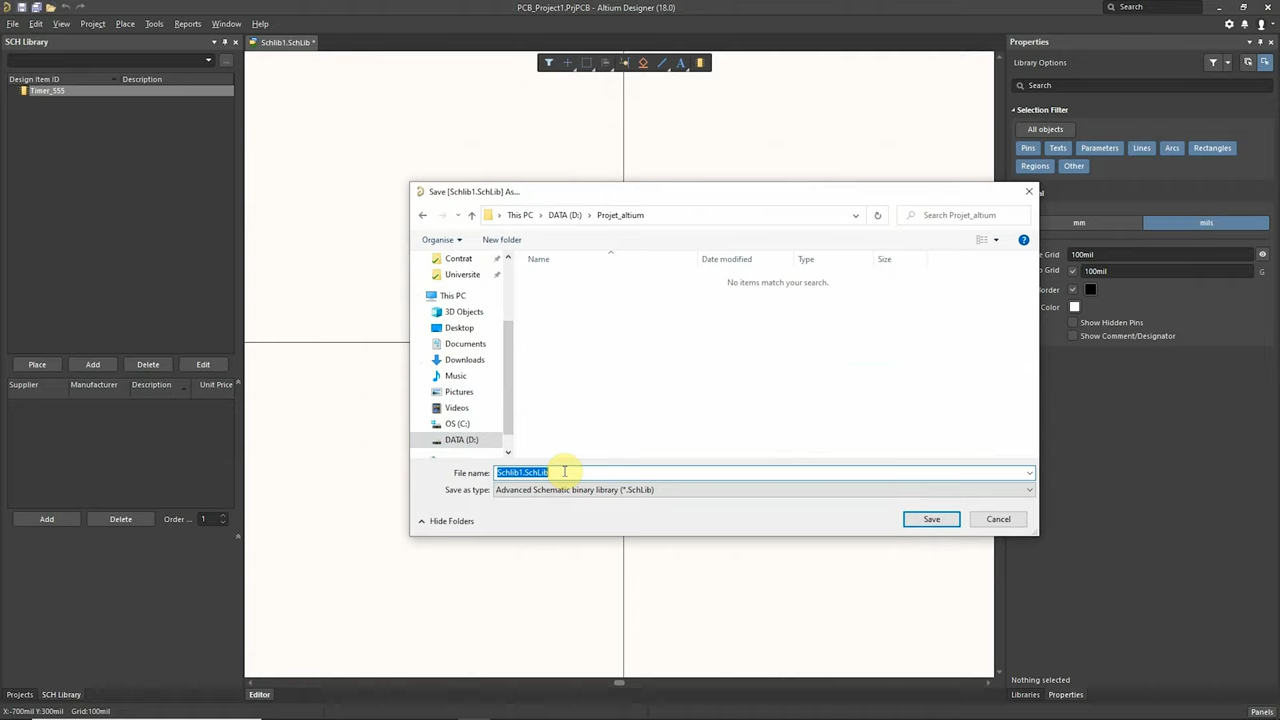 PCB_Project1.PrjPCB - Altium Designer (18.0)
Search
File Edit View Project Place Tools Reports Window Help
SCH Library
Schlib1.SchLib *
Properties
Library Options
Design Item ID Description
Timer_555
Search
Selection Filter
All objects
Pins Texts Parameters Lines Arcs Rectangles
Regions Other
mm mils
100mil
100mil
G
Show Hidden Pins
Show Comment/Designator
Save [Schlib1.SchLib] As...
This PC DATA (D:) Projet_altium
Search Projet_altium
Organise New folder
Name Date modified Type Size
No items match your search.
Contrat
Universite
This PC
3D Objects
Desktop
Documents
Downloads
Music
Pictures
Videos
OS (C:)
DATA (D:)
File name: Schlib1.SchLib
Save as type: Advanced Schematic binary library (*.SchLib)
Hide Folders
Save Cancel
Place Add Delete Edit
Supplier Manufacturer Description Unit Price
Add Delete Order ... 1
Nothing selected
Projects SCH Library Editor Libraries Properties
X:-700mil Y:300mil Grid:100mil
Panels